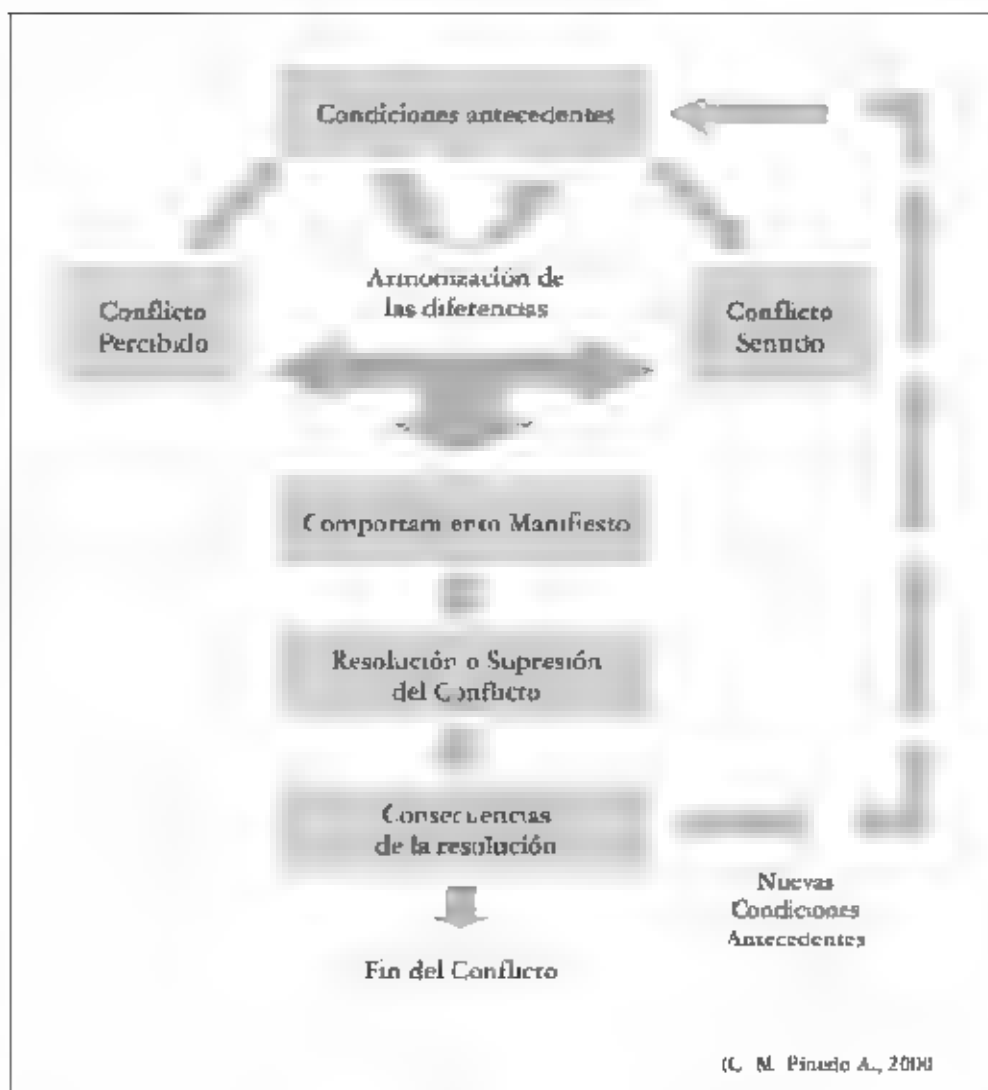 Condiciones antecedentes
Armonización de
las diferencias
Conflicto
Percibido
Conflicto
Sentido
Comportamiento Manifiesto
Resolución o Supresión
del Conflicto
Consecuencias
de la resolución
Nuevas
Condiciones
Antecedentes
Fin del Conflicto
M. Pinedo A.,